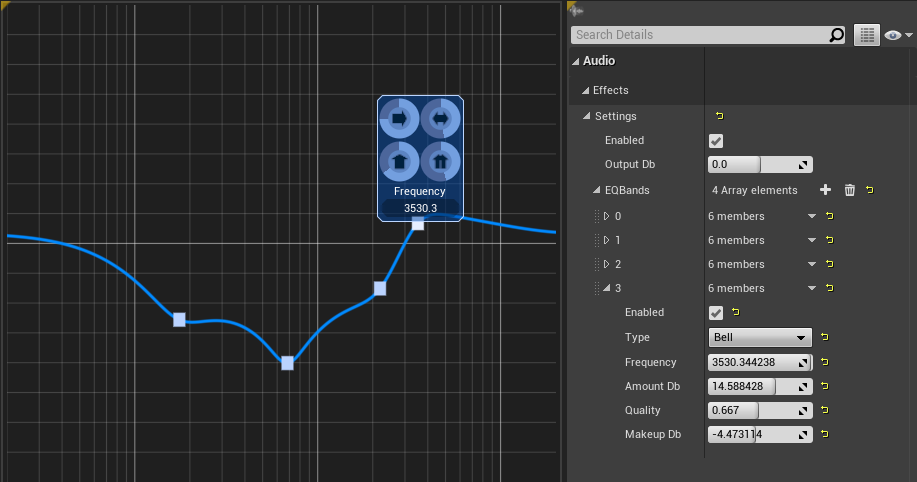 Search Details
Audio
Effects
Settings
Enabled
Output Db 0.0
EQBands 4 Array elements
0 6 members
1 6 members
2 6 members
3 6 members
Enabled
Type Bell
Frequency 3530.344238
Amount Db 14.588428
Quality 0.667
Makeup Db -4.473114
Frequency
3530.3